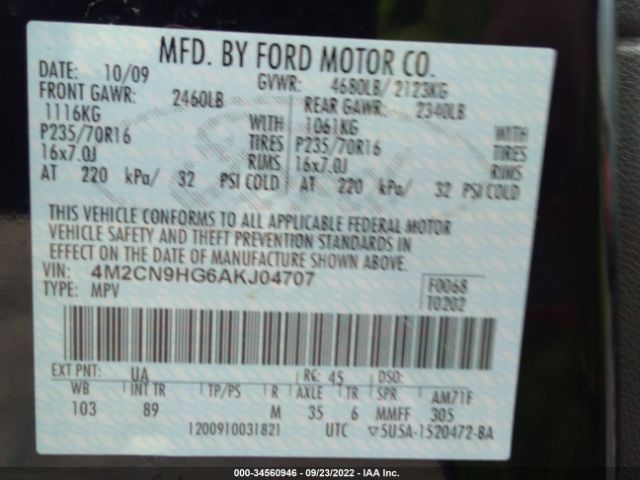 MFD. BY FORD MOTOR CO.
DATE: 10/09 GVWR: 4680LB/ 2123KG
FRONT GAWR: 2460LB REAR GAWR: 2340LB
1116KG WITH 1061KG WITH
P235/70R16 TIRES P235/70R16 TIRES
16x7.0J RIMS 16x7.0J RIMS
AT 220 kPa/ 32 PSI COLD AT 220 kPa/ 32 PSI COLD
THIS VEHICLE CONFORMS TO ALL APPLICABLE FEDERAL MOTOR
VEHICLE SAFETY AND THEFT PREVENTION STANDARDS IN
EFFECT ON THE DATE OF MANUFACTURE SHOWN ABOVE.
VIN: 4M2CN9HG6AKJ04707 F0068
TYPE: MPV T0202
EXT PNT: UA RC: 45 DSO:
WB INT TR TP/PS R AXLE TR SPR AM71F
103 89 M 35 6 MMFF 305
1200910031821 UTC ▽5U5A-1520472-BA
000-34560946 - 09/23/2022 - IAA Inc.